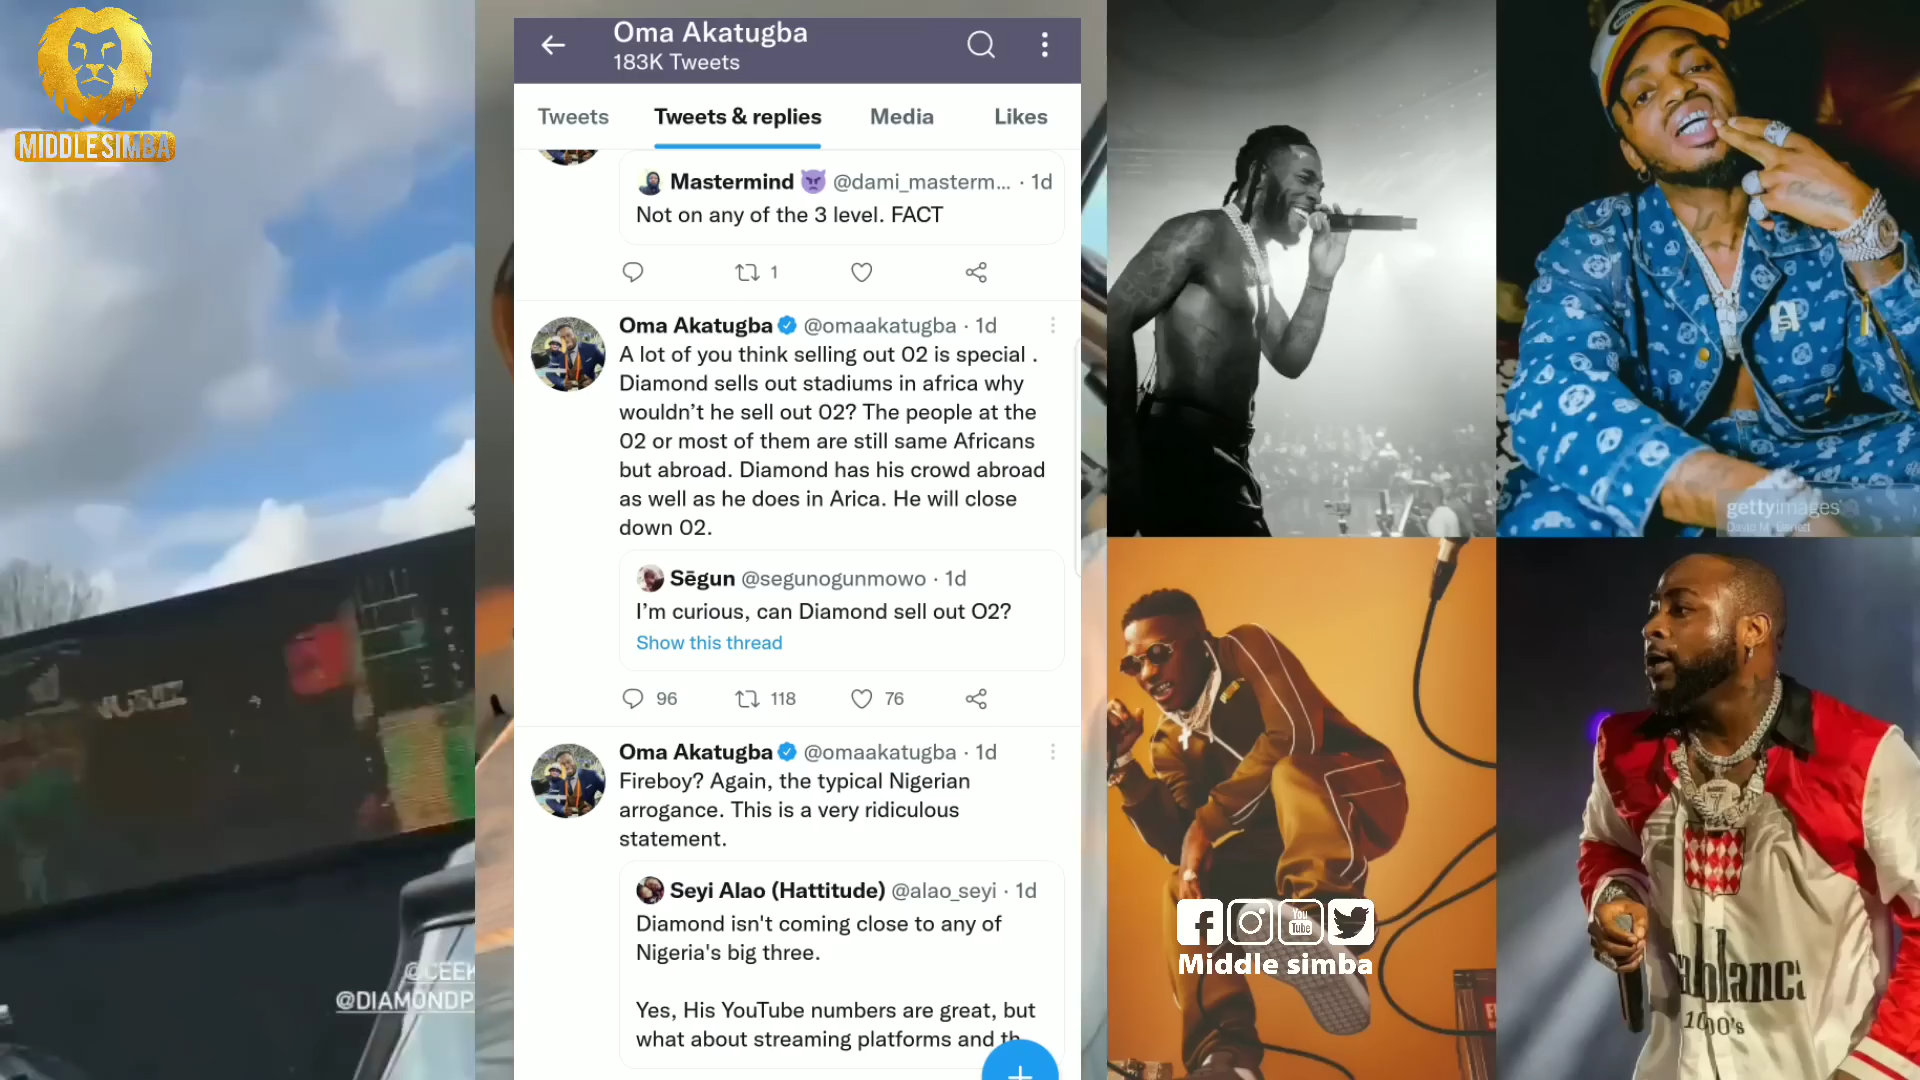 MIDDLE SIMBA
Oma Akatugba
183K Tweets
Tweets
Tweets & replies
Media
Likes
Mastermind 👿 @dami_masterm... · 1d
Not on any of the 3 level. FACT
1
Oma Akatugba @omaakatugba · 1d
A lot of you think selling out 02 is special .
Diamond sells out stadiums in africa why
wouldn't he sell out 02? The people at the
02 or most of them are still same Africans
but abroad. Diamond has his crowd abroad
as well as he does in Arica. He will close
down 02.
Sēgun @segunogunmowo · 1d
I'm curious, can Diamond sell out O2?
Show this thread
96
118
76
Oma Akatugba @omaakatugba · 1d
Fireboy? Again, the typical Nigerian
arrogance. This is a very ridiculous
statement.
Seyi Alao (Hattitude) @alao_seyi · 1d
Diamond isn't coming close to any of
Nigeria's big three.
Yes, His YouTube numbers are great, but
what about streaming platforms and th
@CEEK
@DIAMONDP
gettyimages
You
Tube
Middle simba